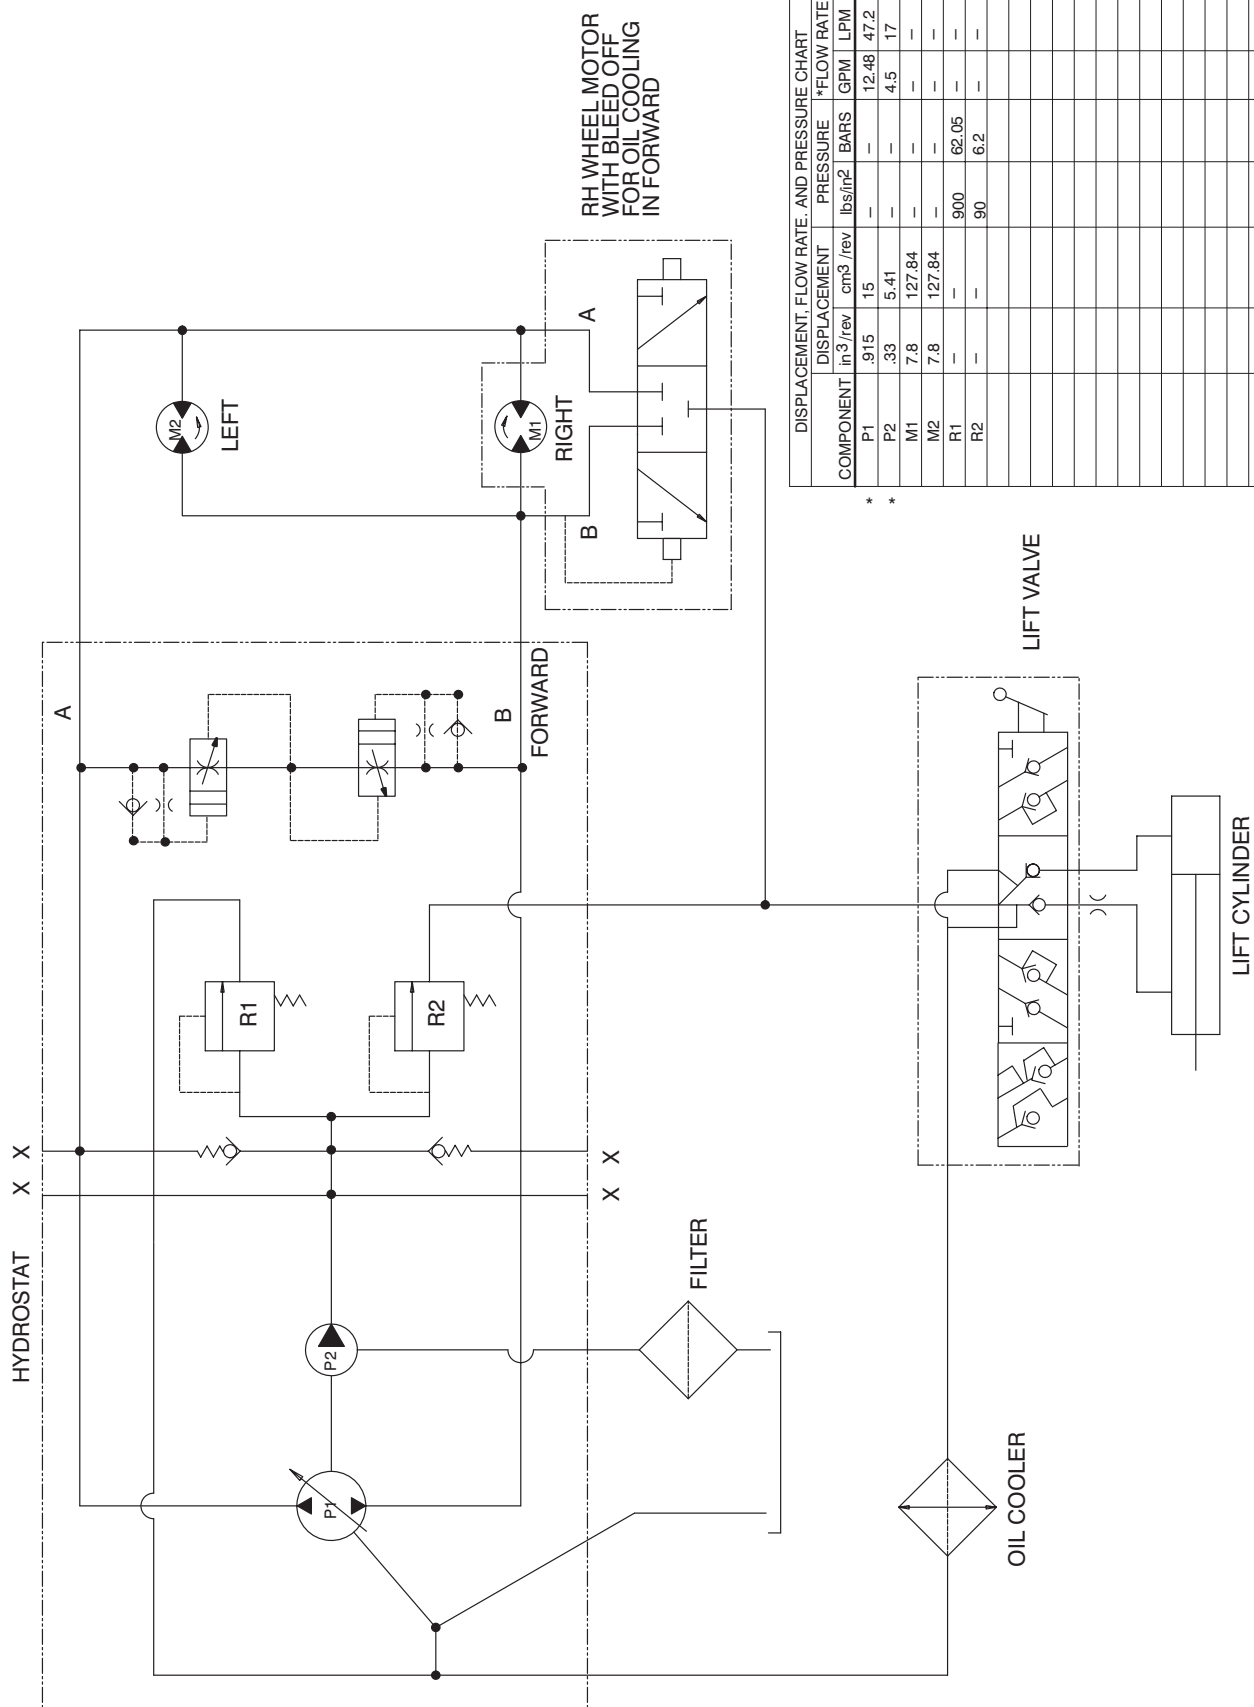 HYDROSTAT
X X
A
A
P1
P2
R1
R2
X X
B
FORWARD
M2
LEFT
M1
RIGHT
B
A
RH WHEEL MOTOR
WITH BLEED OFF
FOR OIL COOLING
IN FORWARD
FILTER
OIL COOLER
LIFT VALVE
LIFT CYLINDER
DISPLACEMENT, FLOW RATE. AND PRESSURE CHART
DISPLACEMENT PRESSURE *FLOW RATE
COMPONENT in3/rev cm3 /rev lbs/in2 BARS GPM LPM
* P1 .915 15 – – 12.48 47.2
* P2 .33 5.41 – – 4.5 17
M1 7.8 127.84 – – – –
M2 7.8 127.84 – – – –
R1 – – 900 62.05 – –
R2 – – 90 6.2 – –